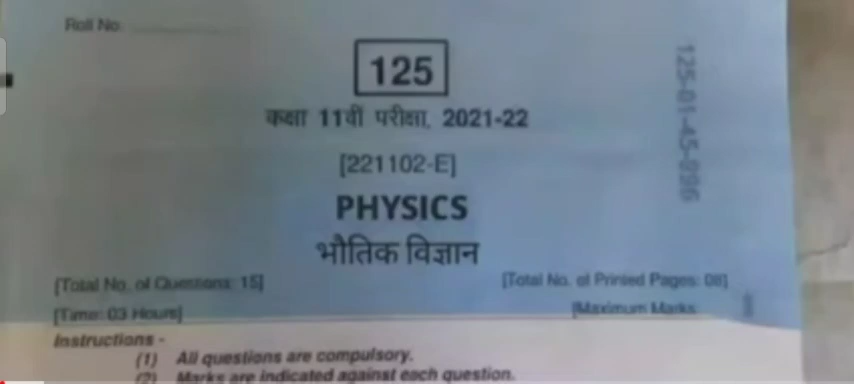 Roll No.
125
कक्षा 11वीं परीक्षा, 2021-22
[221102-E]
PHYSICS
भौतिक विज्ञान
[Total No. of Questions: 15]
[Total No. of Printed Pages: 08]
[Time: 03 Hours]
[Maximum Marks:
Instructions -
(1) All questions are compulsory.
(2) Marks are indicated against each question.
125-01-45-896